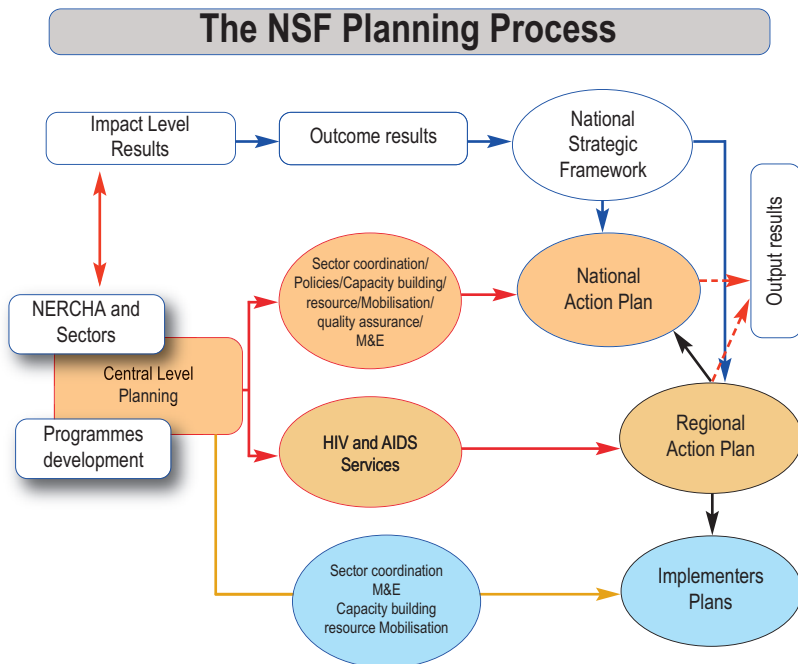 The NSF Planning Process
Impact Level
Results
Outcome results
National
Strategic
Framework
Output results
Sector coordination/
Policies/Capacity building/
resource/Mobilisation/
quality assurance/
M&E
National
Action Plan
NERCHA and
Sectors
Central Level
Planning
Programmes
development
HIV and AIDS
Services
Regional
Action Plan
Sector coordination
M&E
Capacity building
resource Mobilisation
Implementers
Plans